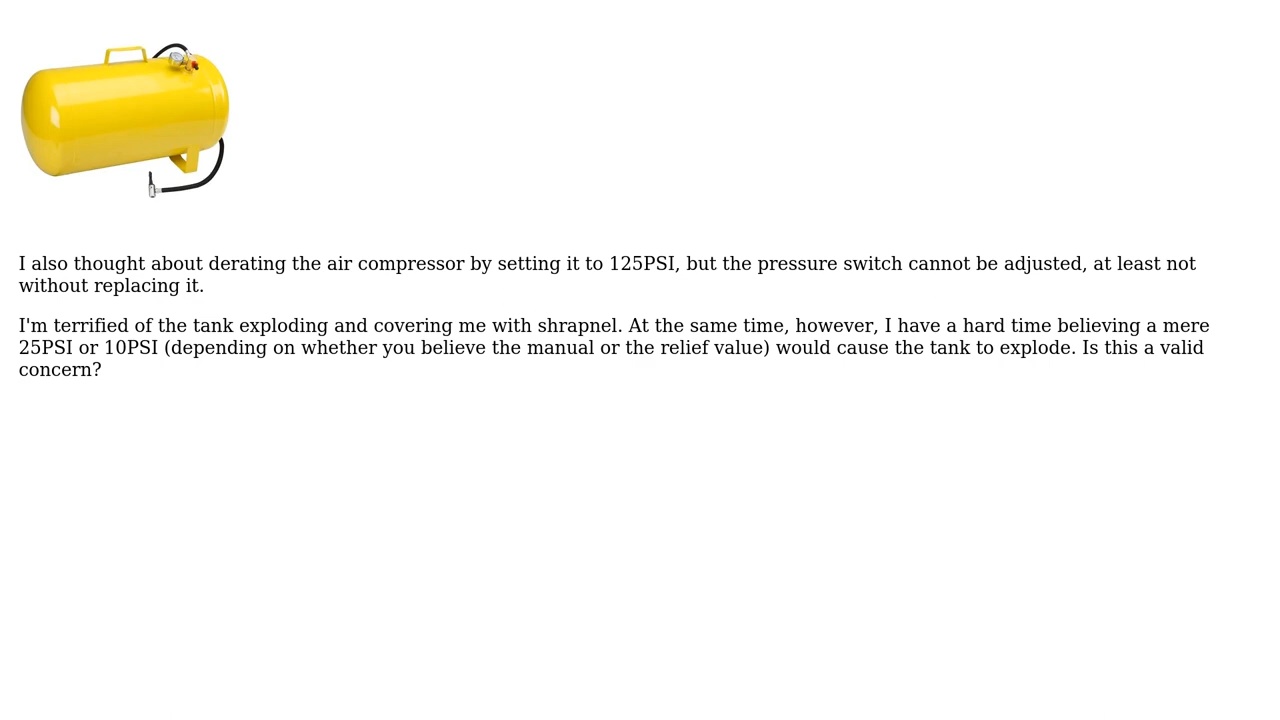 I also thought about derating the air compressor by setting it to 125PSI, but the pressure switch cannot be adjusted, at least not
without replacing it.
I'm terrified of the tank exploding and covering me with shrapnel. At the same time, however, I have a hard time believing a mere
25PSI or 10PSI (depending on whether you believe the manual or the relief value) would cause the tank to explode. Is this a valid
concern?